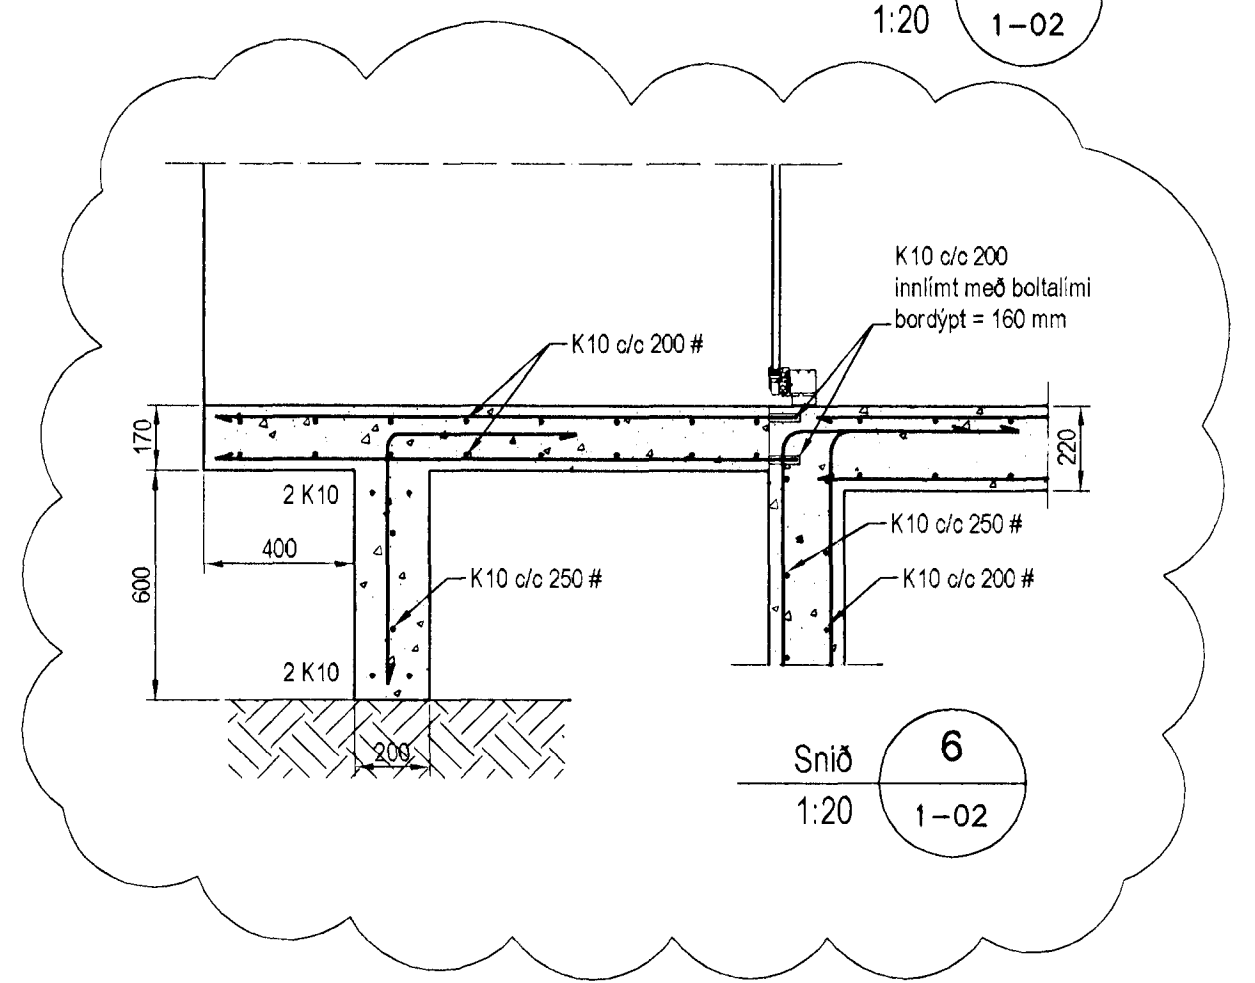 1:20
1-02
K10 c/c 200
innlímt með boltalími
bordýpt = 160 mm
K10 c/c 200 #
170
220
2 K10
K10 c/c 250 #
400
600
K10 c/c 250 #
K10 c/c 200 #
2 K10
200
Snið
6
1:20
1-02